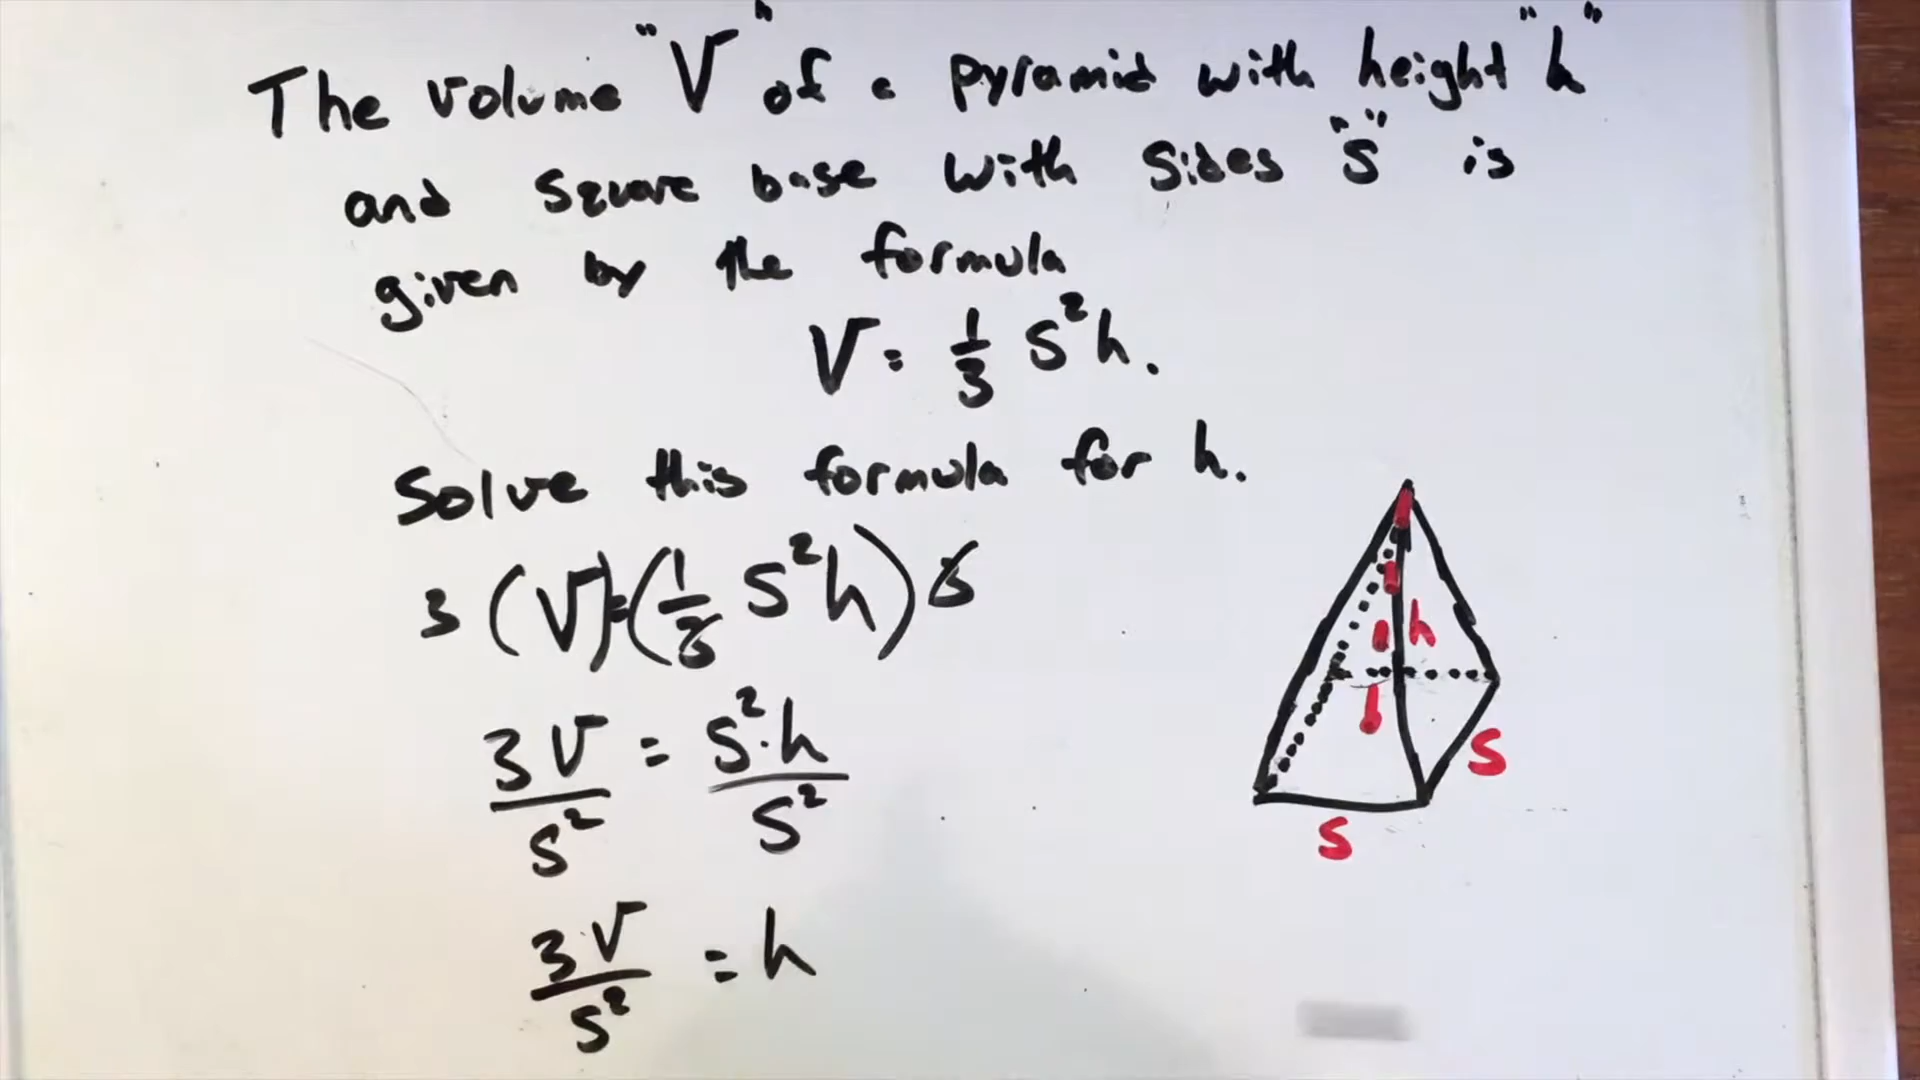 The volume "V" of a pyramid with height "h"
and square base with sides "s" is
given by the formula
V = 1/3 s²h.
Solve this formula for h.
3 (V) = (1/3 s²h) 3
3V/s² = s²·h/s²
3V/s² = h
h
s
s